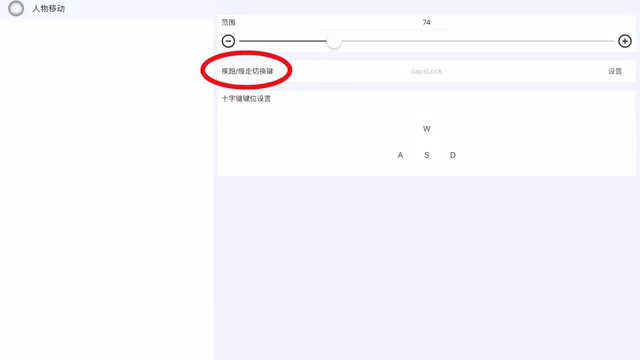 人物移动
范围 74
疾跑/慢走切换键 capsLock 设置
十字键键位设置
W
A S D